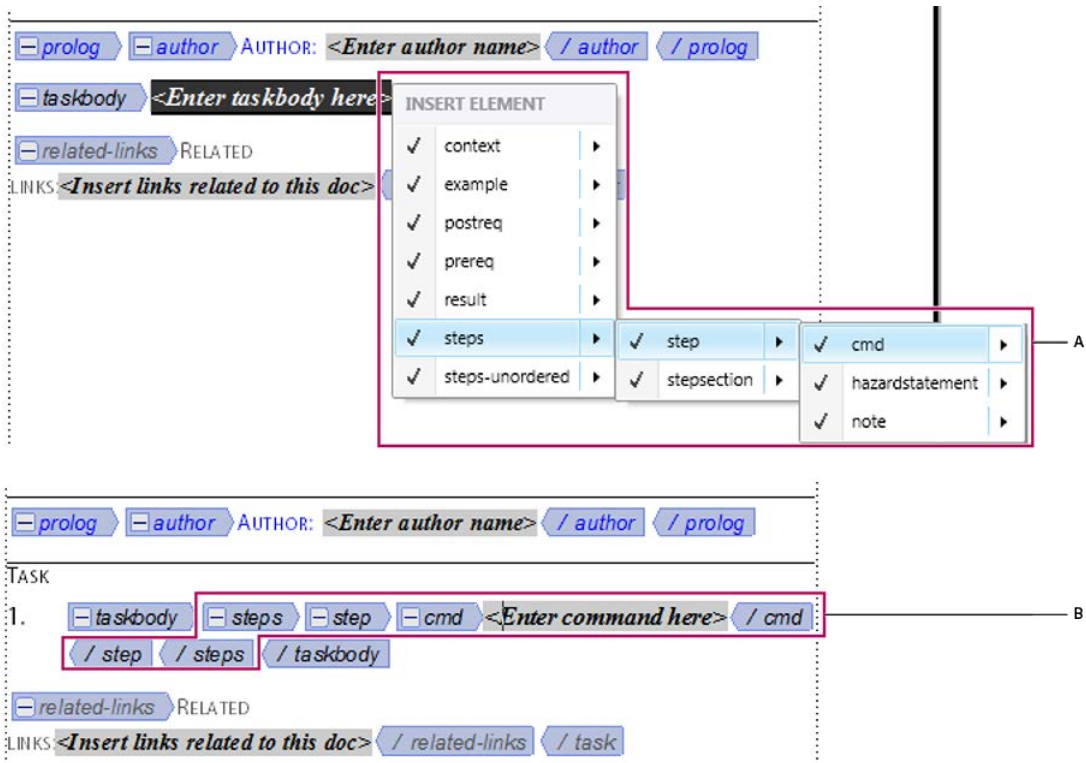 prolog author AUTHOR: <Enter author name> / author / prolog
taskbody <Enter taskbody here>
INSERT ELEMENT
related-links RELATED
LINKS:<Insert links related to this doc>
context
example
postreq
prereq
result
steps step cmd A
steps-unordered stepsection hazardstatement
note
prolog author AUTHOR: <Enter author name> / author / prolog
TASK
1. taskbody steps step cmd <Enter command here> / cmd B
/ step / steps / taskbody
related-links RELATED
LINKS:<Insert links related to this doc> / related-links / task